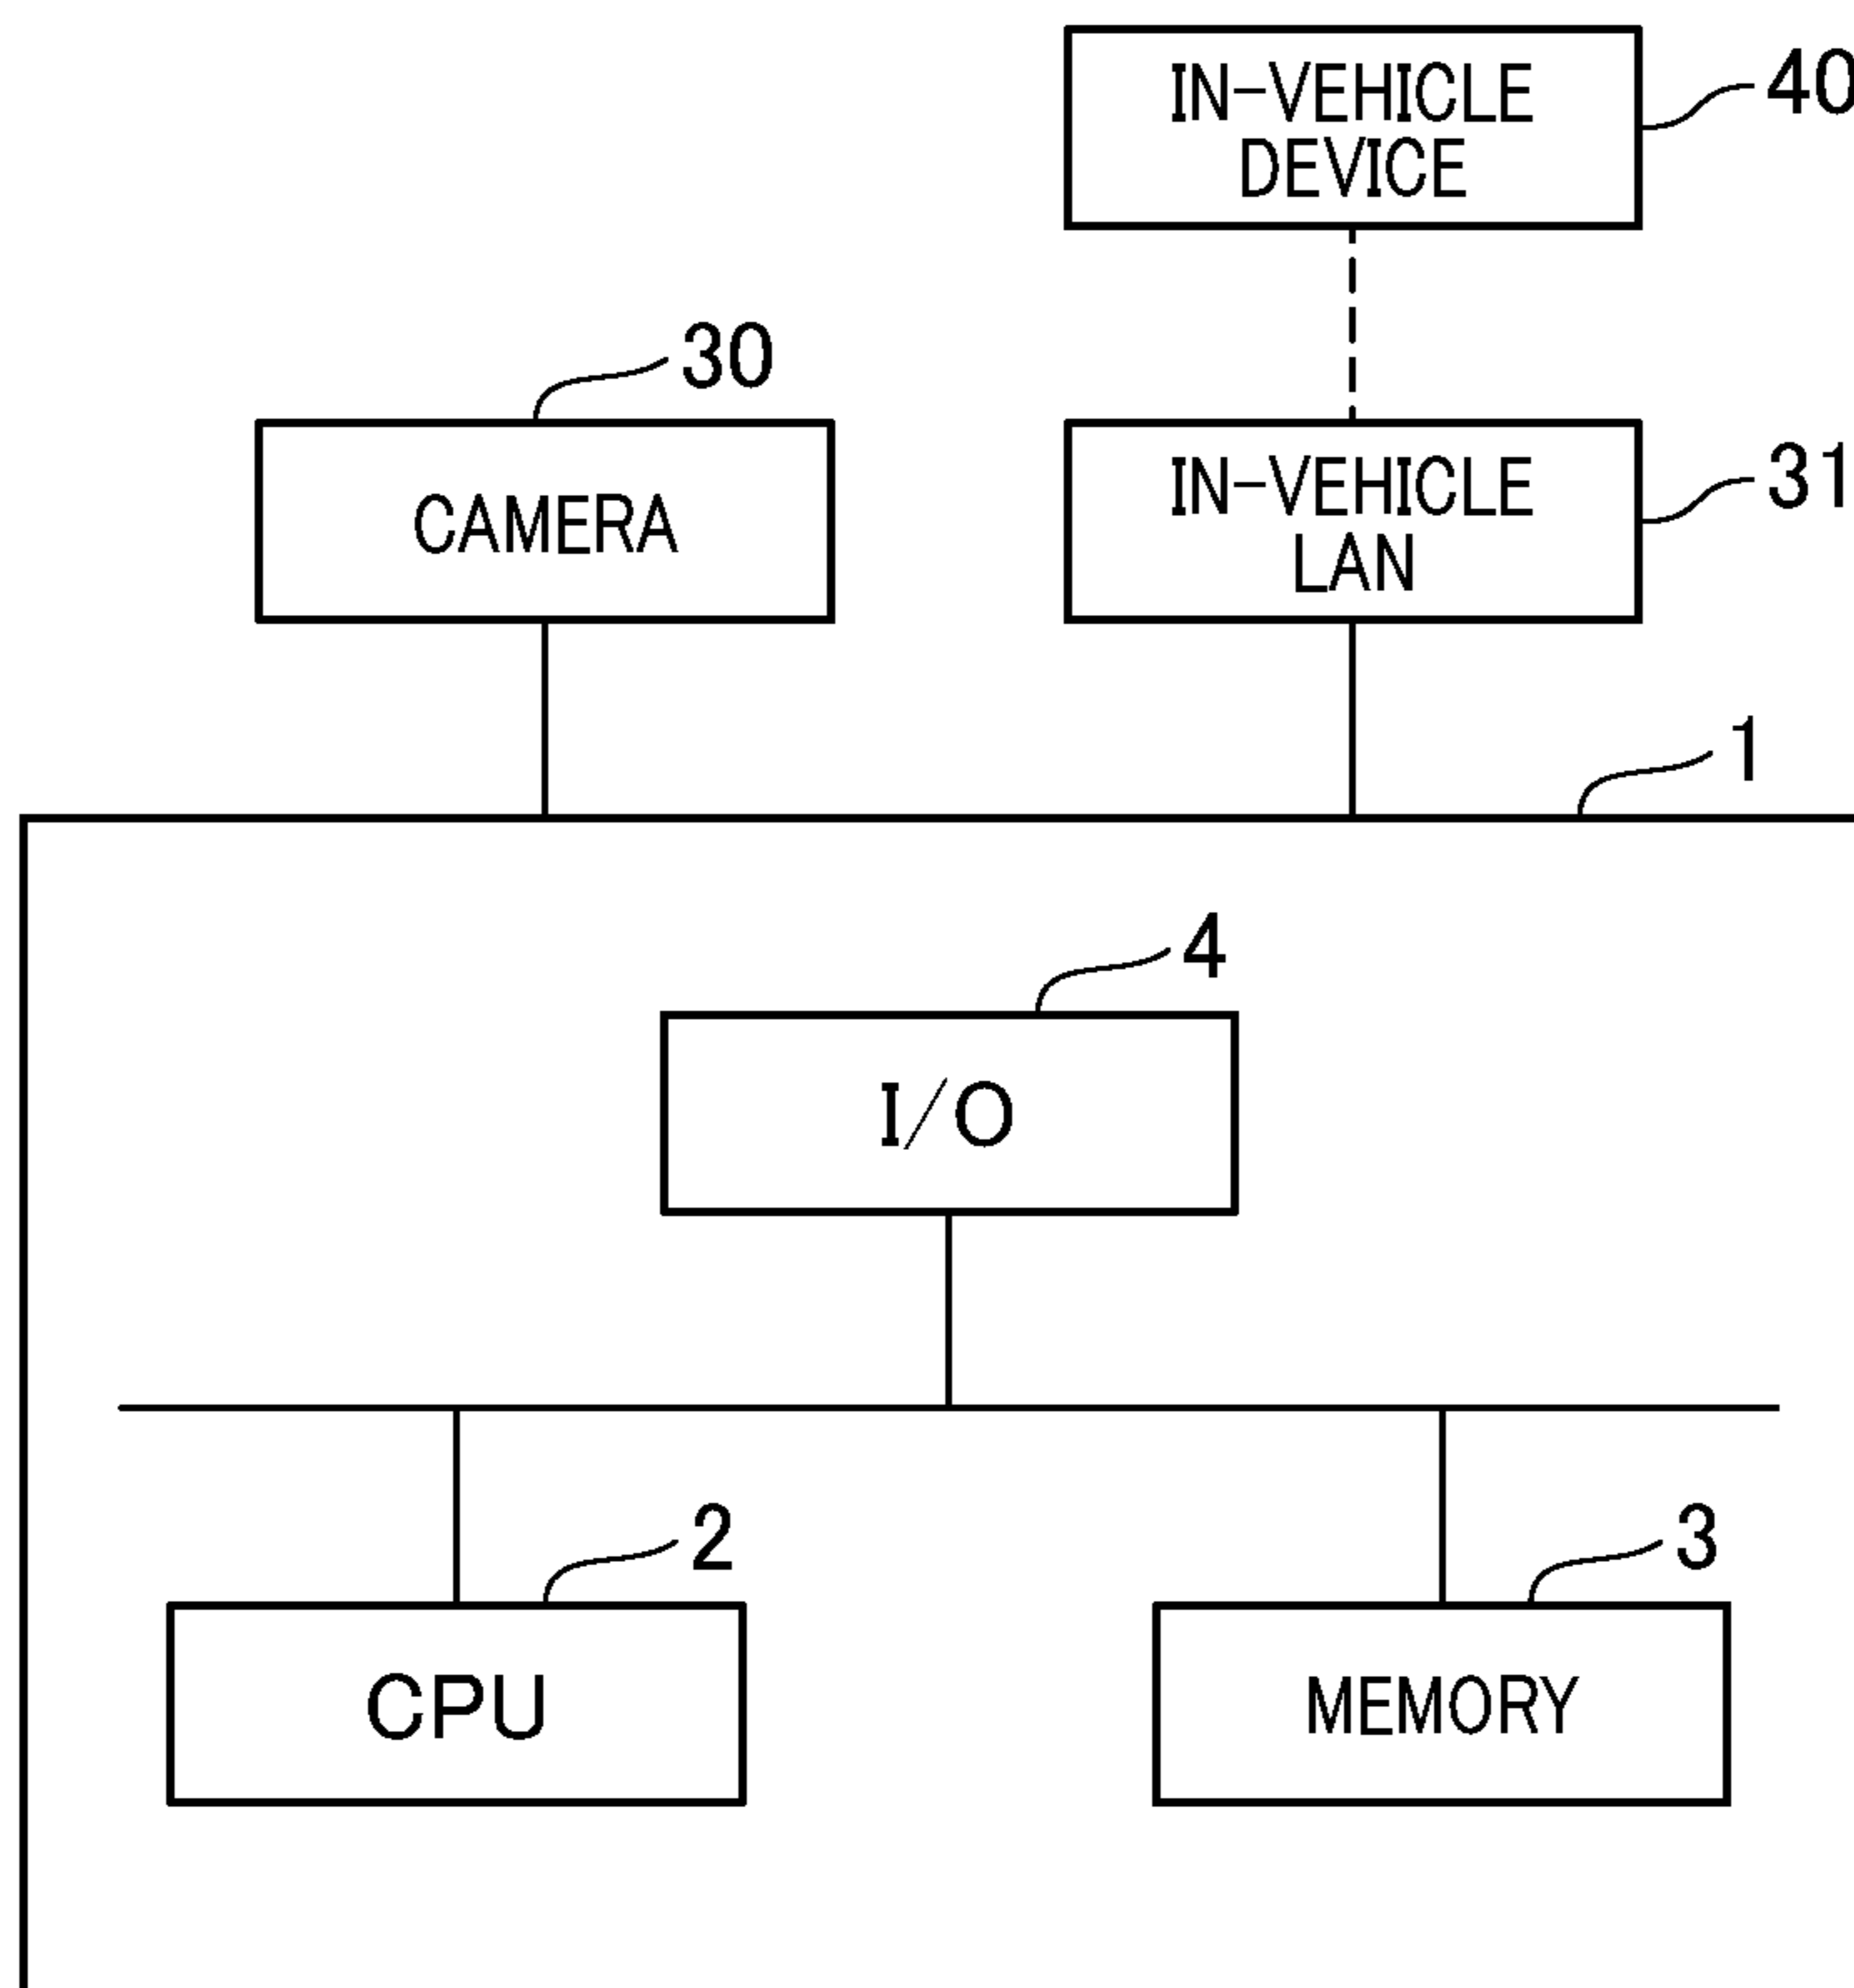 IN-VEHICLE
DEVICE
40
30
CAMERA
IN-VEHICLE
LAN
31
1
4
I/O
2
CPU
3
MEMORY